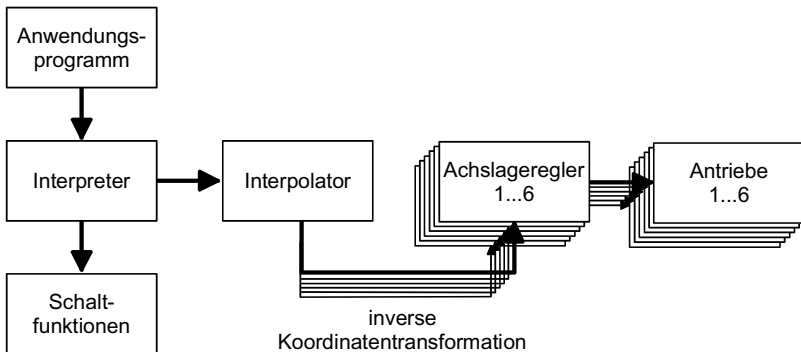 Anwendungs-
programm
Interpreter
Interpolator
Achslageregler
1...6
Antriebe
1...6
Schalt-
funktionen
inverse
Koordinatentransformation